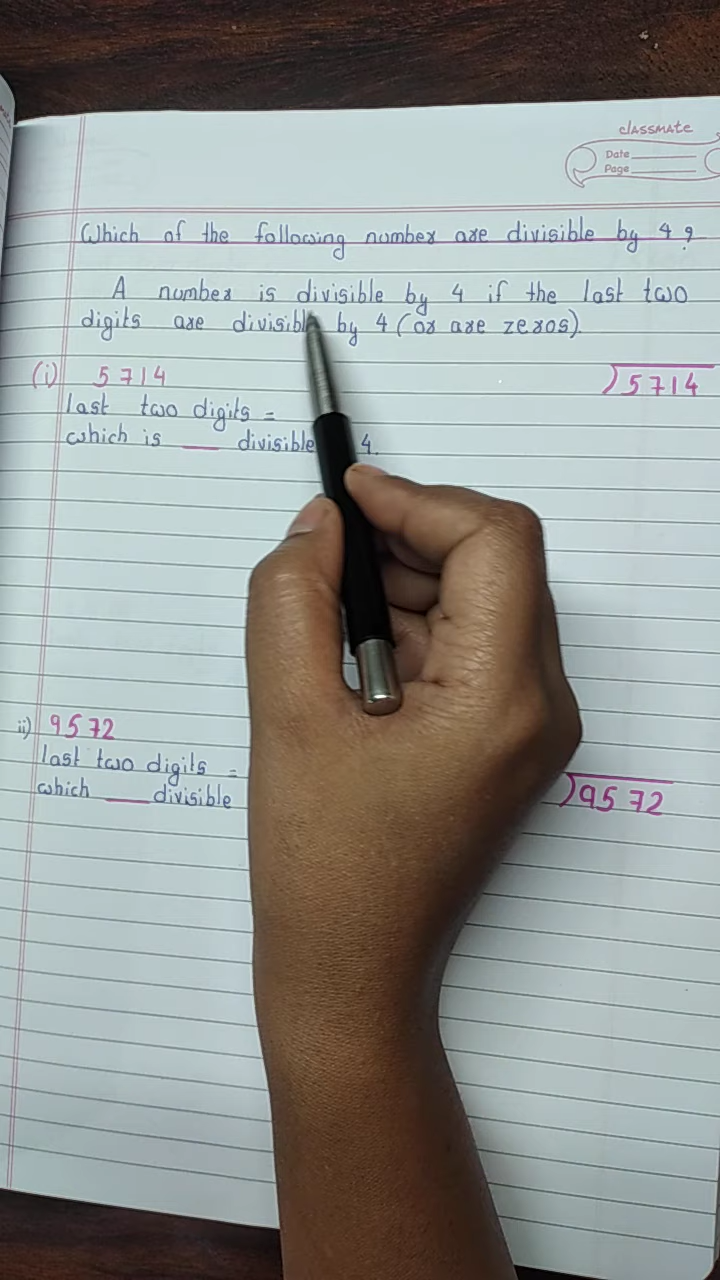 classmate
Date
Page
Which of the following number are divisible by 4?
A number is divisible by 4 if the last two
digits are divisible by 4 (or are zeros).
(i) 5714
)5714
last two digits =
which is __ divisible 4.
ii) 9572
last two digits =
which __ divisible
)9572